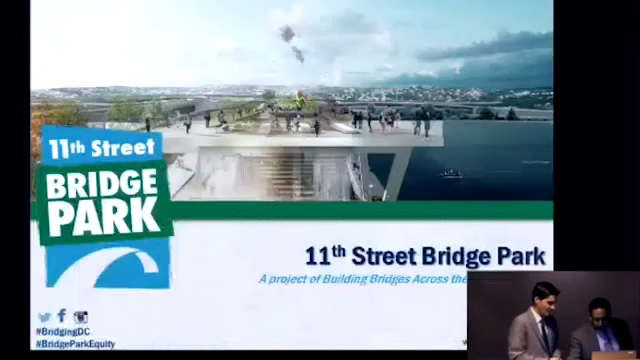 11th Street
BRIDGE
PARK
11th Street Bridge Park
A project of Building Bridges Across the
#BridgingDC
#BridgeParkEquity